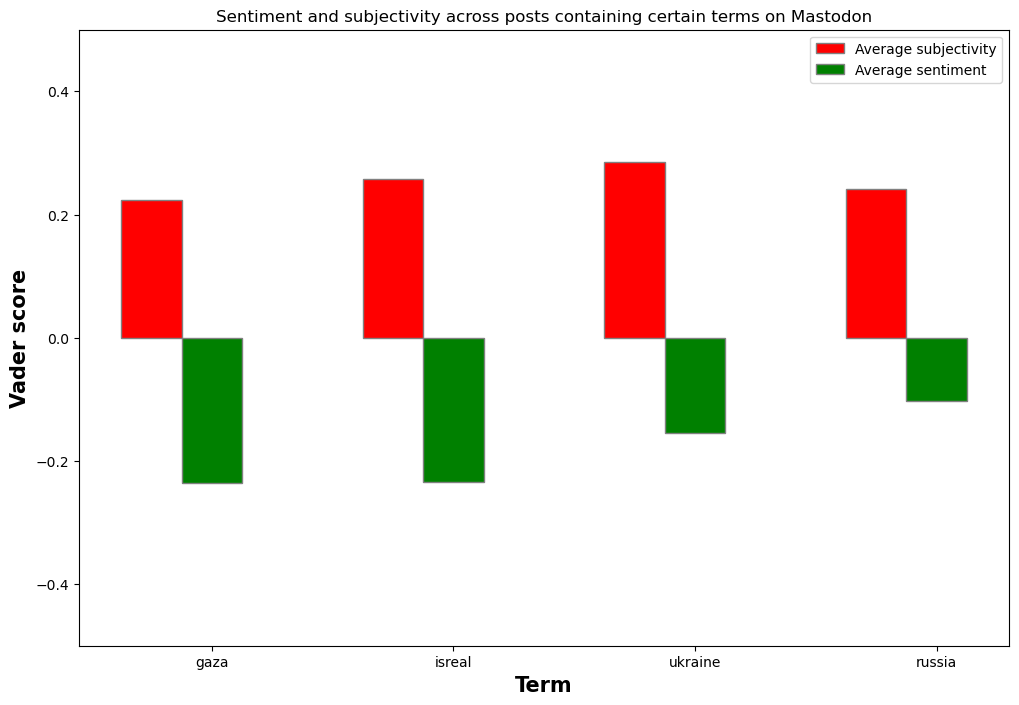 Sentiment and subjectivity across posts containing certain terms on Mastodon
Average subjectivity
Average sentiment
Vader score
0.4
0.2
0.0
−0.2
−0.4
gaza
isreal
ukraine
russia
Term